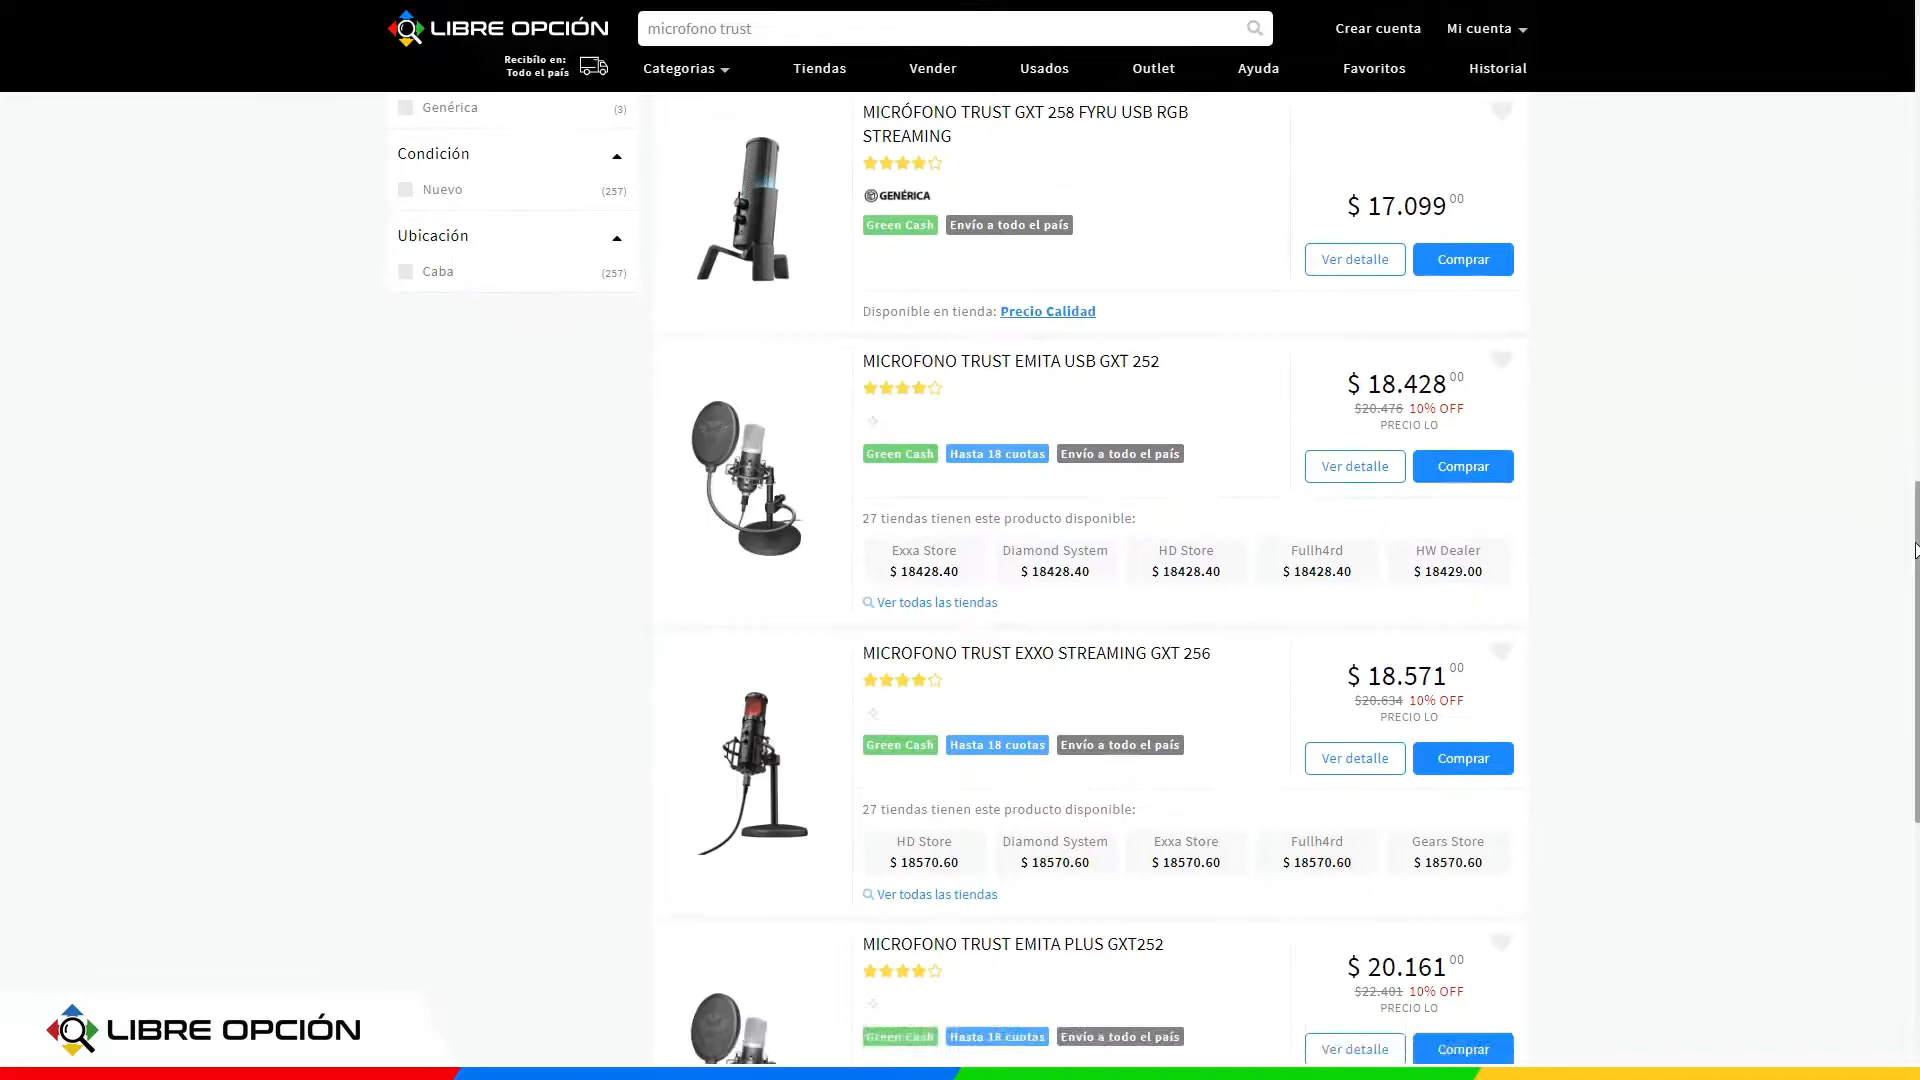 LIBRE OPCIÓN
microfono trust
Crear cuenta
Mi cuenta
Recibílo en:
Todo el país
Categorias
Tiendas
Vender
Usados
Outlet
Ayuda
Favoritos
Historial
Genérica
(3)
Condición
Nuevo
(257)
Ubicación
Caba
(257)
MICRÓFONO TRUST GXT 258 FYRU USB RGB
STREAMING
GENÉRICA
Green Cash
Envío a todo el país
$ 17.099 00
Ver detalle
Comprar
Disponible en tienda: Precio Calidad
MICROFONO TRUST EMITA USB GXT 252
Green Cash
Hasta 18 cuotas
Envío a todo el país
$ 18.428 00
$20.476 10% OFF
PRECIO LO
Ver detalle
Comprar
27 tiendas tienen este producto disponible:
Exxa Store
$ 18428.40
Diamond System
$ 18428.40
HD Store
$ 18428.40
Fullh4rd
$ 18428.40
HW Dealer
$ 18429.00
Ver todas las tiendas
MICROFONO TRUST EXXO STREAMING GXT 256
Green Cash
Hasta 18 cuotas
Envío a todo el país
$ 18.571 00
$20.634 10% OFF
PRECIO LO
Ver detalle
Comprar
27 tiendas tienen este producto disponible:
HD Store
$ 18570.60
Diamond System
$ 18570.60
Exxa Store
$ 18570.60
Fullh4rd
$ 18570.60
Gears Store
$ 18570.60
Ver todas las tiendas
MICROFONO TRUST EMITA PLUS GXT252
Green Cash
Hasta 18 cuotas
Envío a todo el país
$ 20.161 00
$22.401 10% OFF
PRECIO LO
Ver detalle
Comprar
LIBRE OPCIÓN